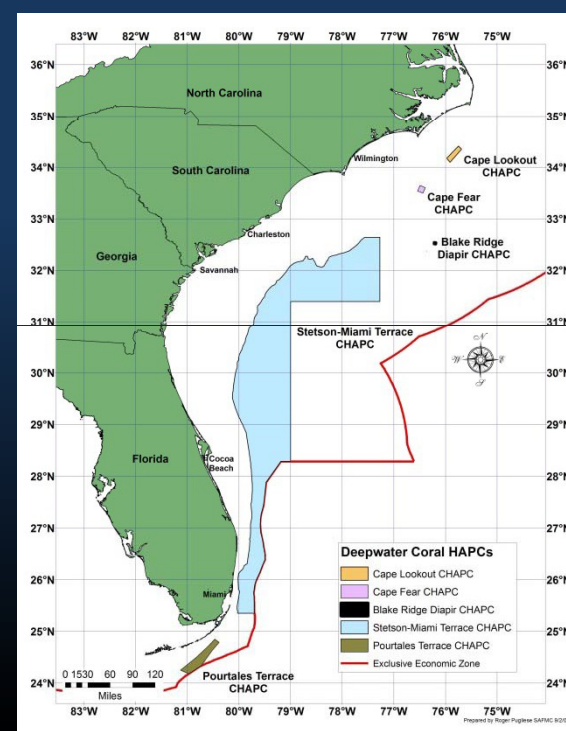 83°W 82°W 81°W 80°W 79°W 78°W 77°W 76°W 75°W
36°N 36°N
North Carolina
35°N 35°N
Wilmington
Cape Lookout
CHAPC
34°N 34°N
South Carolina
Cape Fear
CHAPC
33°N 33°N
Charleston
Blake Ridge
Diapir CHAPC
Georgia
32°N 32°N
Savannah
31°N 31°N
Stetson-Miami Terrace
CHAPC
N
W E
S
30°N 30°N
29°N 29°N
Florida
Cocoa
Beach
28°N 28°N
27°N 27°N
26°N 26°N
Miami
25°N 25°N
24°N 24°N
Deepwater Coral HAPCs
Cape Lookout CHAPC
Cape Fear CHAPC
Blake Ridge Diapir CHAPC
Stetson-Miami Terrace CHAPC
Pourtales Terrace CHAPC
Exclusive Economic Zone
Pourtales Terrace
CHAPC
0 1530 60 90 120
Miles
83°W 82°W 81°W 80°W 79°W 78°W 77°W 76°W 75°W
Prepared by Roger Pugliese SAFMC